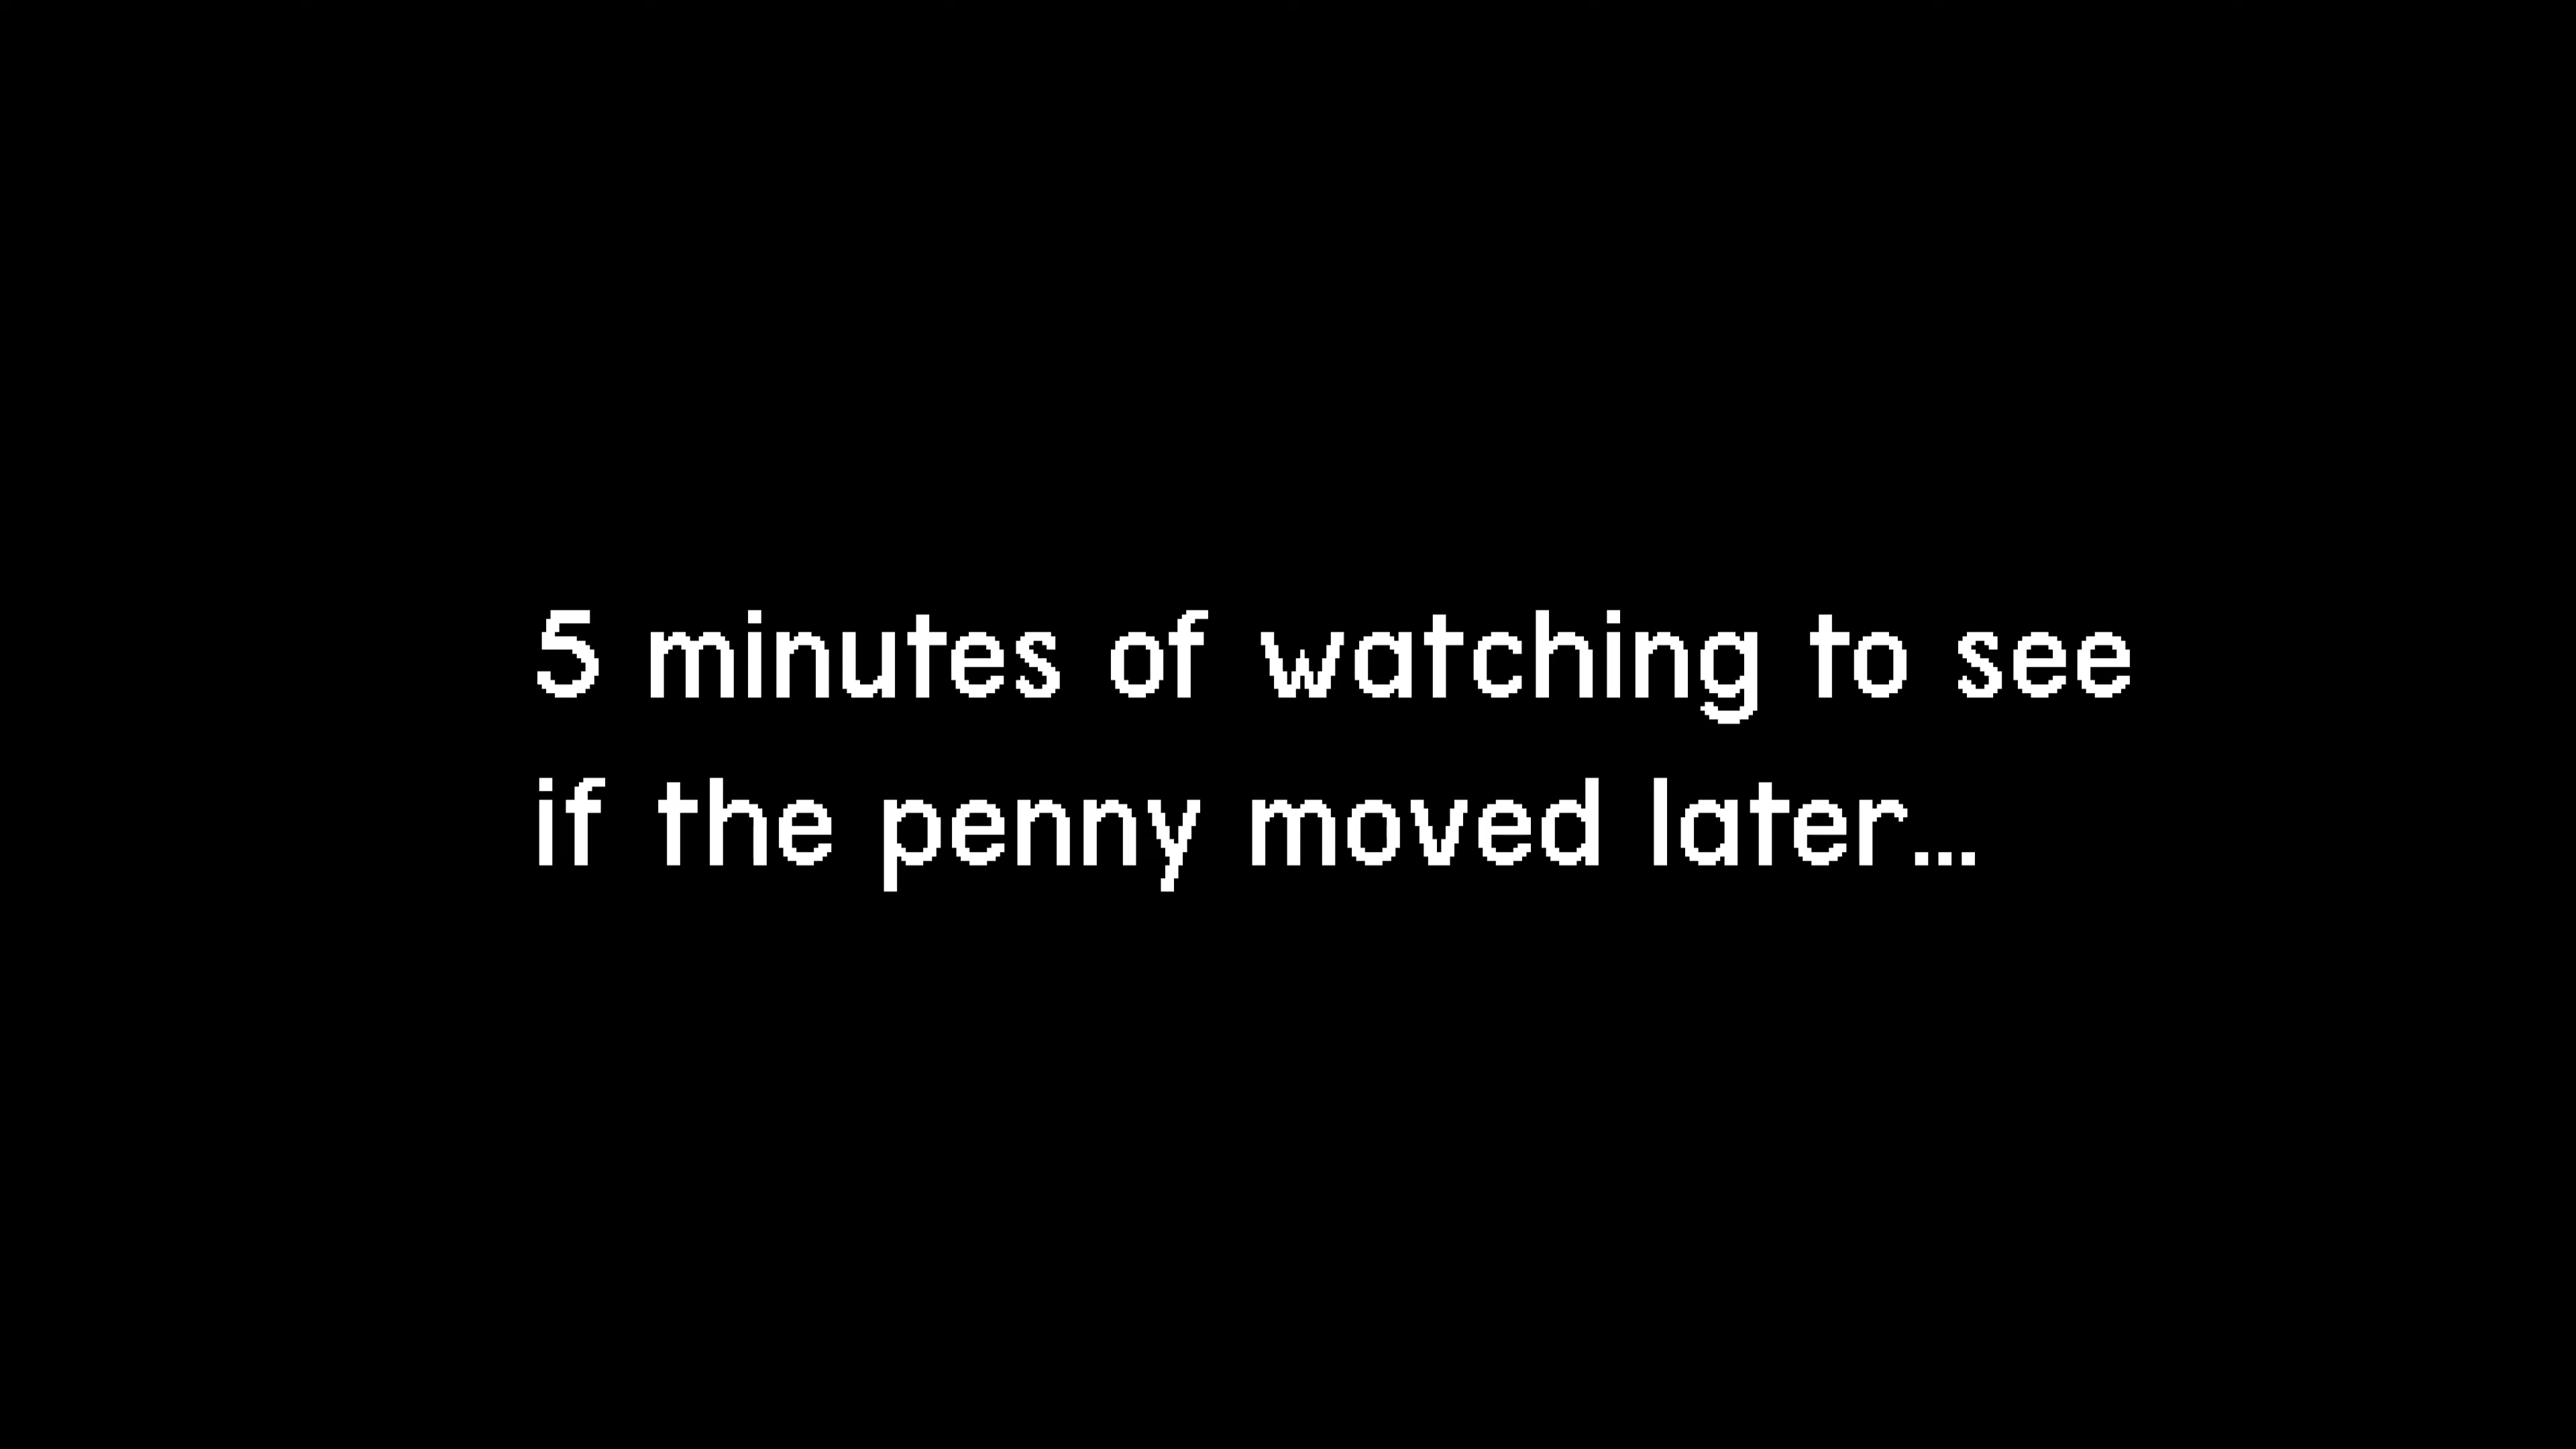 5 minutes of watching to see
if the penny moved later...